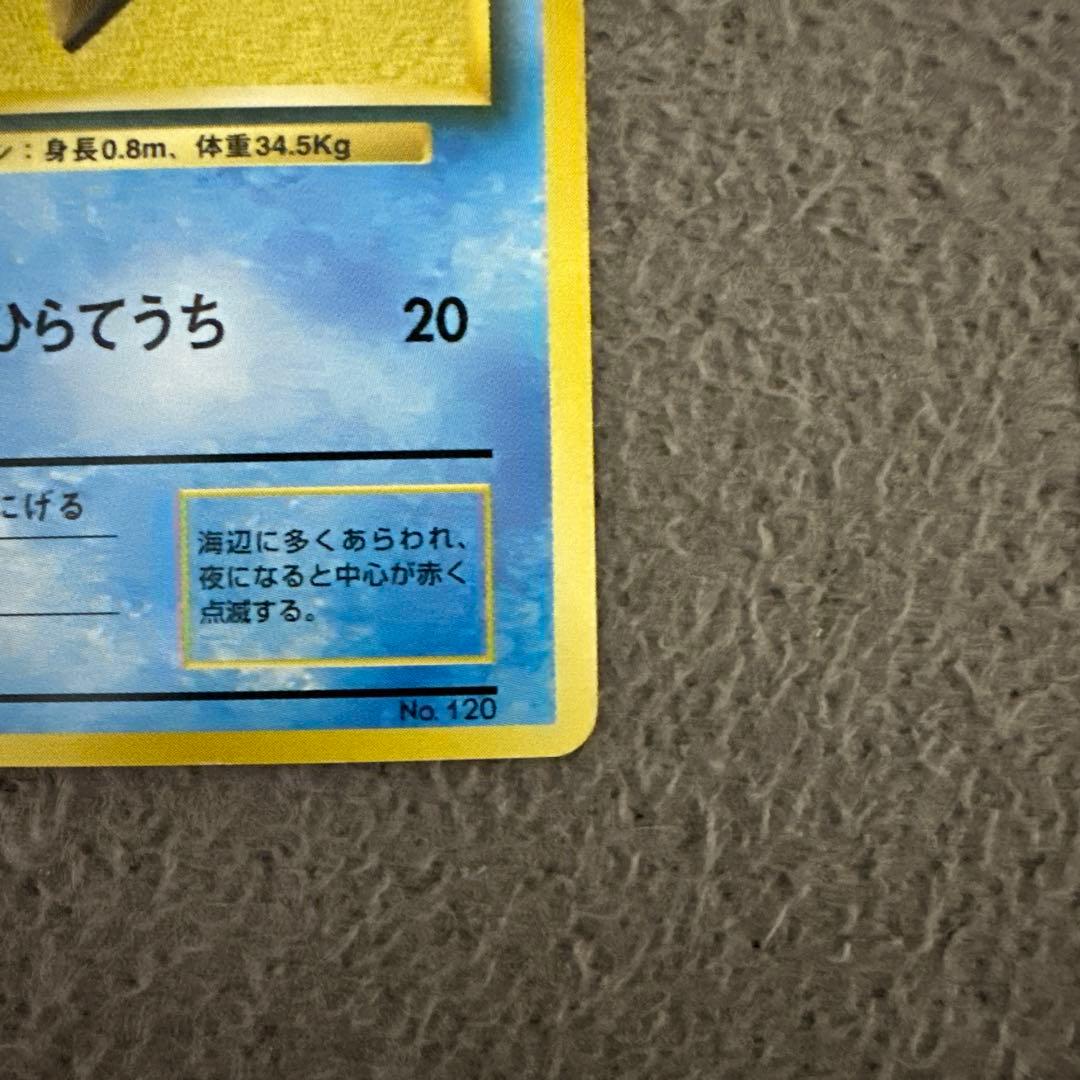 ン：身長0.8m、体重34.5Kg
ひらてうち 20
にげる
海辺に多くあらわれ、
夜になると中心が赤く
点滅する。
No. 120